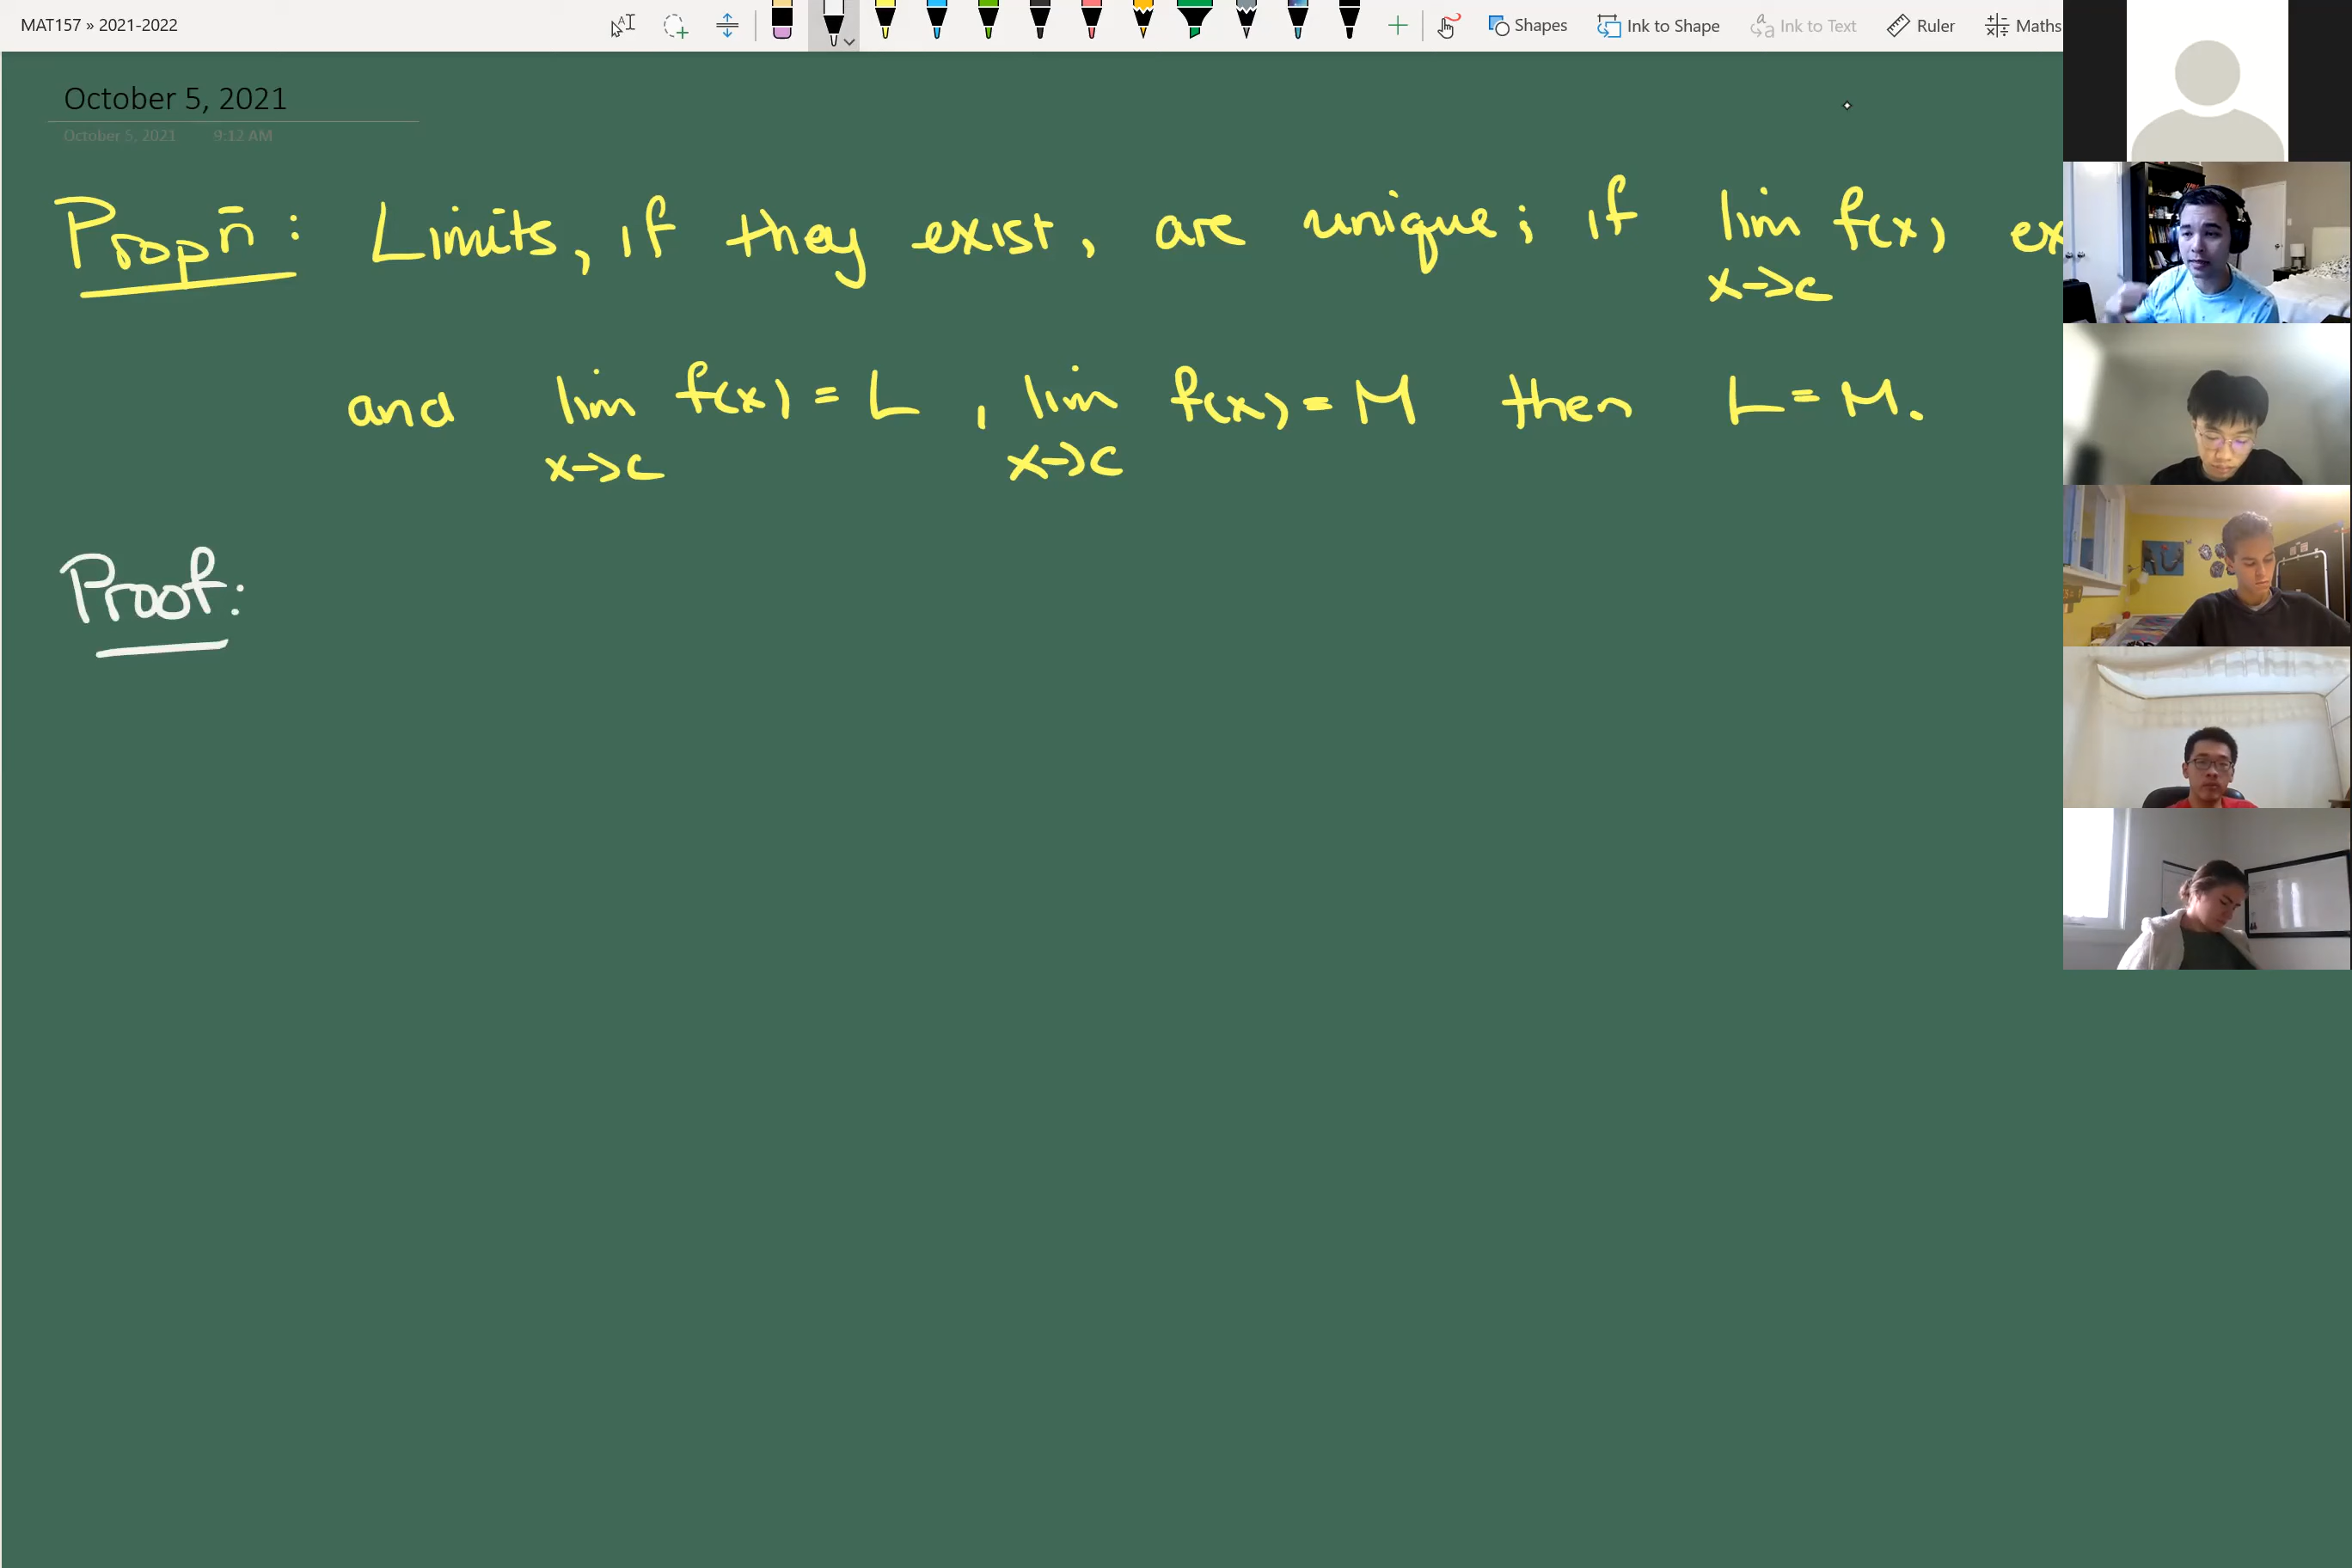 MAT157 » 2021-2022
Shapes Ink to Shape Ink to Text Ruler Maths
October 5, 2021
October 5, 2021 9:12 AM
Propn̄: Limits, if they exist, are unique; if lim f(x) ex
x→c
and lim f(x) = L, lim f(x) = M then L = M.
x→c x→c
Proof: